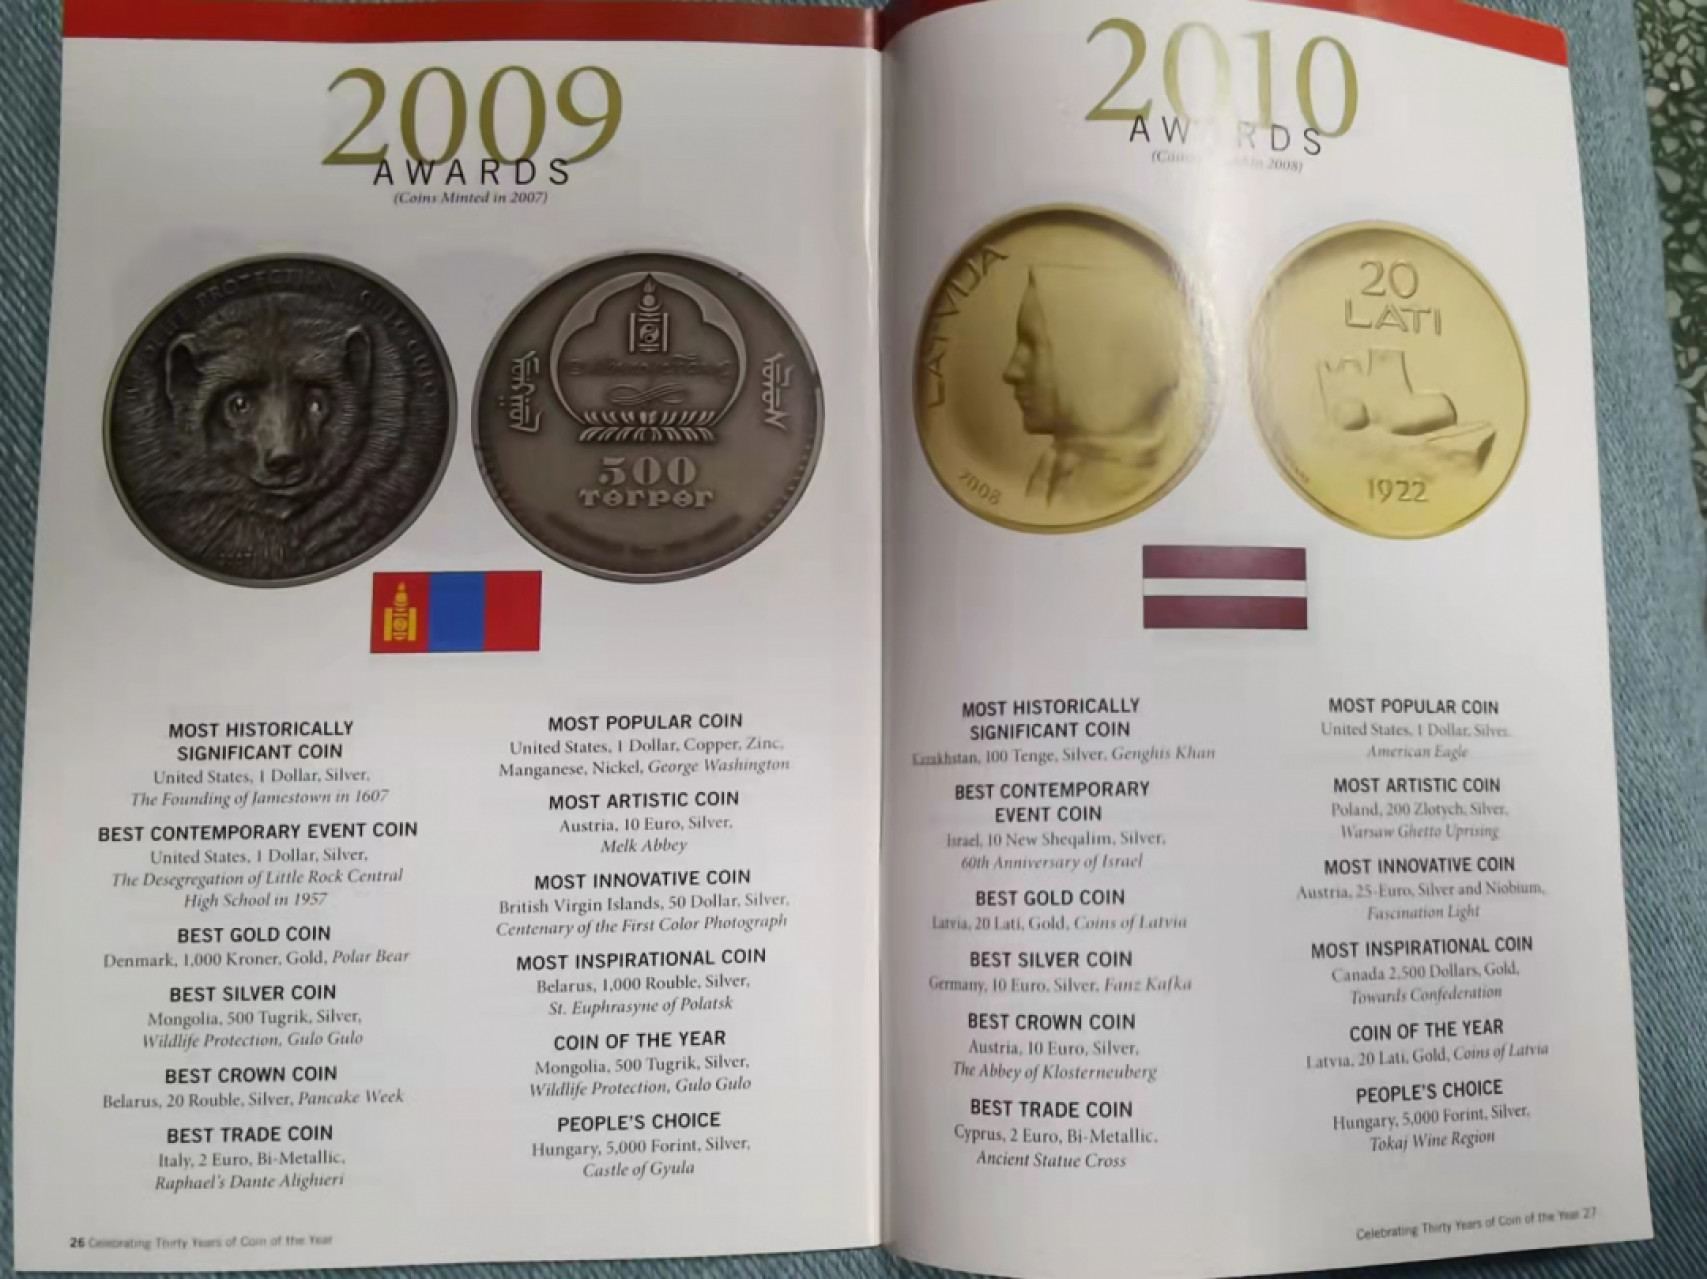 2009
AWARDS
(Coins Minted in 2007)
PROTECTION GULO GULO
500
ТөГРөГ
MOST HISTORICALLY
SIGNIFICANT COIN
United States, 1 Dollar, Silver,
The Founding of Jamestown in 1607
BEST CONTEMPORARY EVENT COIN
United States, 1 Dollar, Silver,
The Desegregation of Little Rock Central
High School in 1957
BEST GOLD COIN
Denmark, 1,000 Kroner, Gold, Polar Bear
BEST SILVER COIN
Mongolia, 500 Tugrik, Silver,
Wildlife Protection, Gulo Gulo
BEST CROWN COIN
Belarus, 20 Rouble, Silver, Pancake Week
BEST TRADE COIN
Italy, 2 Euro, Bi-Metallic,
Raphael's Dante Alighieri
MOST POPULAR COIN
United States, 1 Dollar, Copper, Zinc,
Manganese, Nickel, George Washington
MOST ARTISTIC COIN
Austria, 10 Euro, Silver,
Melk Abbey
MOST INNOVATIVE COIN
British Virgin Islands, 50 Dollar, Silver,
Centenary of the First Color Photograph
MOST INSPIRATIONAL COIN
Belarus, 1,000 Rouble, Silver,
St. Euphrasyne of Polatsk
COIN OF THE YEAR
Mongolia, 500 Tugrik, Silver,
Wildlife Protection, Gulo Gulo
PEOPLE'S CHOICE
Hungary, 5,000 Forint, Silver,
Castle of Gyula
26 Celebrating Thirty Years of Coin of the Year
2010
AWARDS
in 2008)
LATVIJA
2008
20
LATI
1922
MOST HISTORICALLY
SIGNIFICANT COIN
Kazakhstan, 100 Tenge, Silver, Genghis Khan
BEST CONTEMPORARY
EVENT COIN
Israel, 10 New Sheqalim, Silver,
60th Anniversary of Israel
BEST GOLD COIN
Latvia, 20 Lati, Gold, Coins of Latvia
BEST SILVER COIN
Germany, 10 Euro, Silver, Fanz Kafka
BEST CROWN COIN
Austria, 10 Euro, Silver,
The Abbey of Klosterneuberg
BEST TRADE COIN
Cyprus, 2 Euro, Bi-Metallic,
Ancient Statue Cross
MOST POPULAR COIN
United States, 1 Dollar, Silver,
American Eagle
MOST ARTISTIC COIN
Poland, 200 Zlotych, Silver,
Warsaw Ghetto Uprising
MOST INNOVATIVE COIN
Austria, 25-Euro, Silver and Niobium,
Fascination Light
MOST INSPIRATIONAL COIN
Canada 2,500 Dollars, Gold,
Towards Confederation
COIN OF THE YEAR
Latvia, 20 Lati, Gold, Coins of Latvia
PEOPLE'S CHOICE
Hungary, 5,000 Forint, Silver,
Tokaj Wine Region
Celebrating Thirty Years of Coin of the Year 27